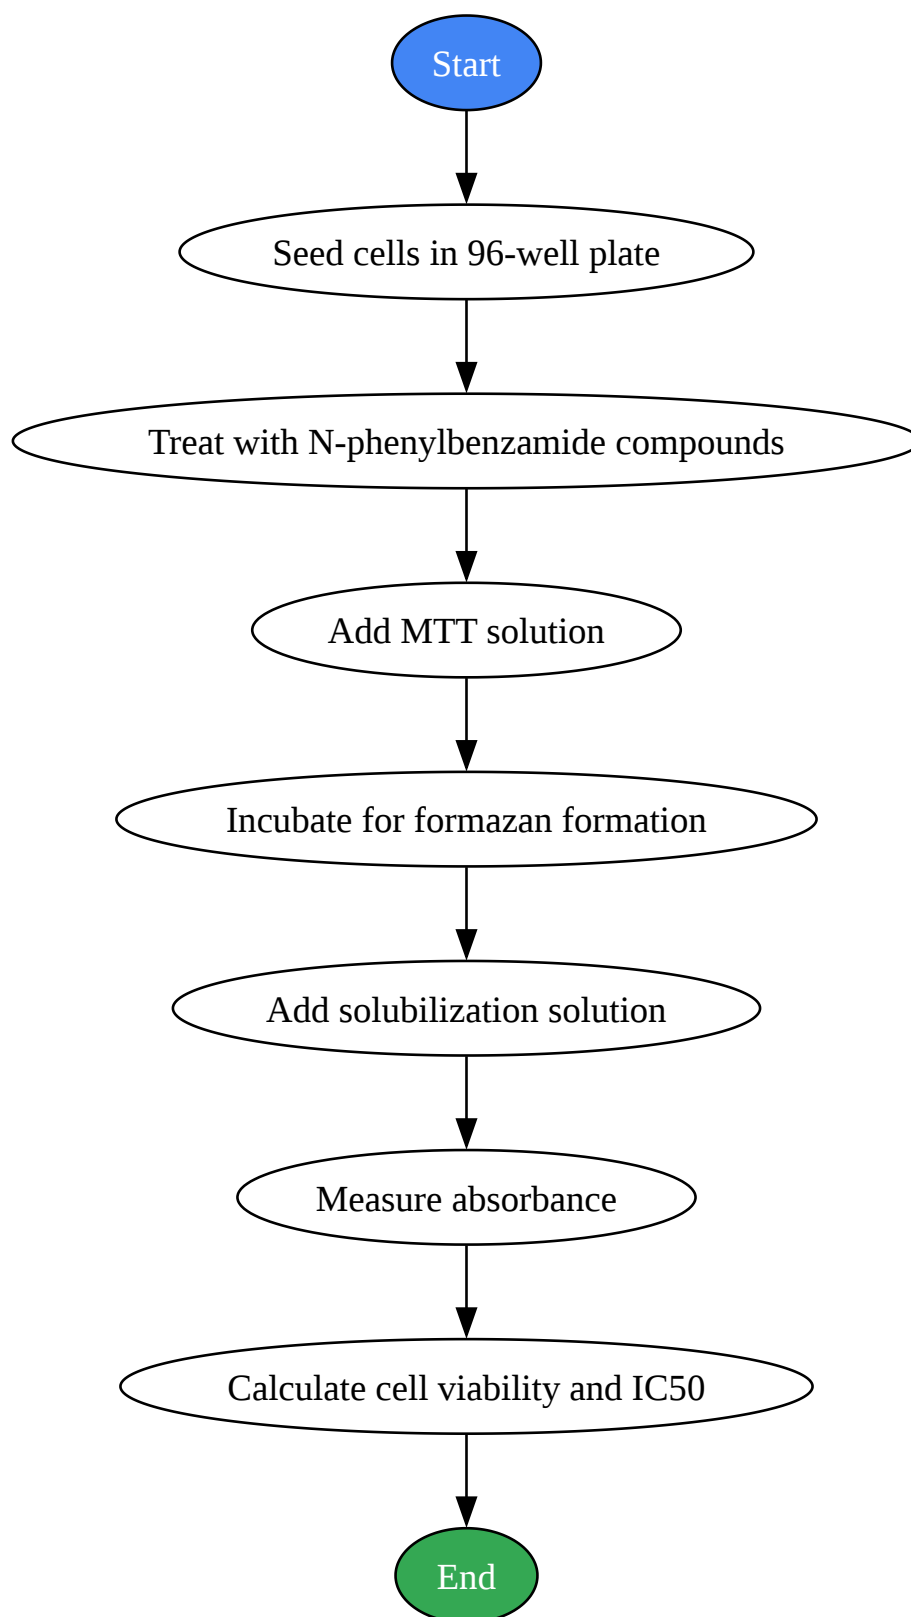 Start
Seed cells in 96-well plate
Treat with N-phenylbenzamide compounds
Add MTT solution
Incubate for formazan formation
Add solubilization solution
Measure absorbance
Calculate cell viability and IC50
End